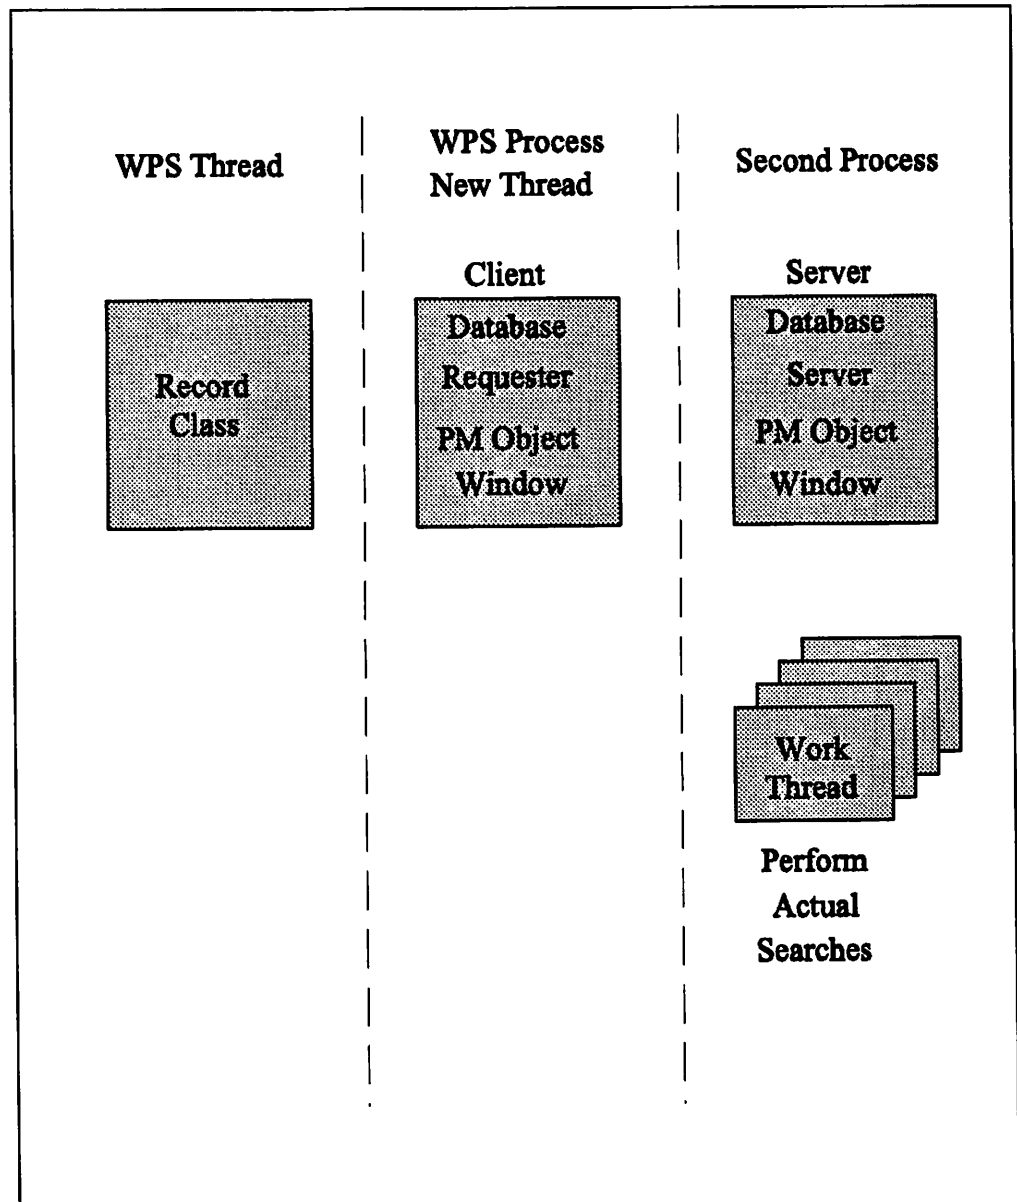 WPS Thread
WPS Process
New Thread
Second Process
Client
Server
Record
Class
Database
Requester
PM Object
Window
Database
Server
PM Object
Window
Work
Thread
Perform
Actual
Searches